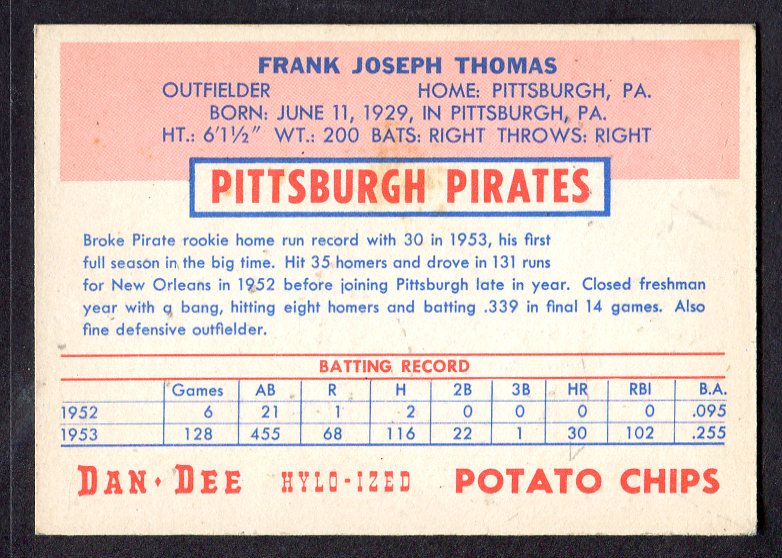 FRANK JOSEPH THOMAS
OUTFIELDER HOME: PITTSBURGH, PA.
BORN: JUNE 11, 1929, IN PITTSBURGH, PA.
HT.: 6'1½" WT.: 200 BATS: RIGHT THROWS: RIGHT
PITTSBURGH PIRATES
Broke Pirate rookie home run record with 30 in 1953, his first
full season in the big time. Hit 35 homers and drove in 131 runs
for New Orleans in 1952 before joining Pittsburgh late in year. Closed freshman
year with a bang, hitting eight homers and batting .339 in final 14 games. Also
fine defensive outfielder.
BATTING RECORD
Games AB R H 2B 3B HR RBI B.A.
1952 6 21 1 2 0 0 0 0 .095
1953 128 455 68 116 22 1 30 102 .255
DAN·DEE HYLO-IZED POTATO CHIPS